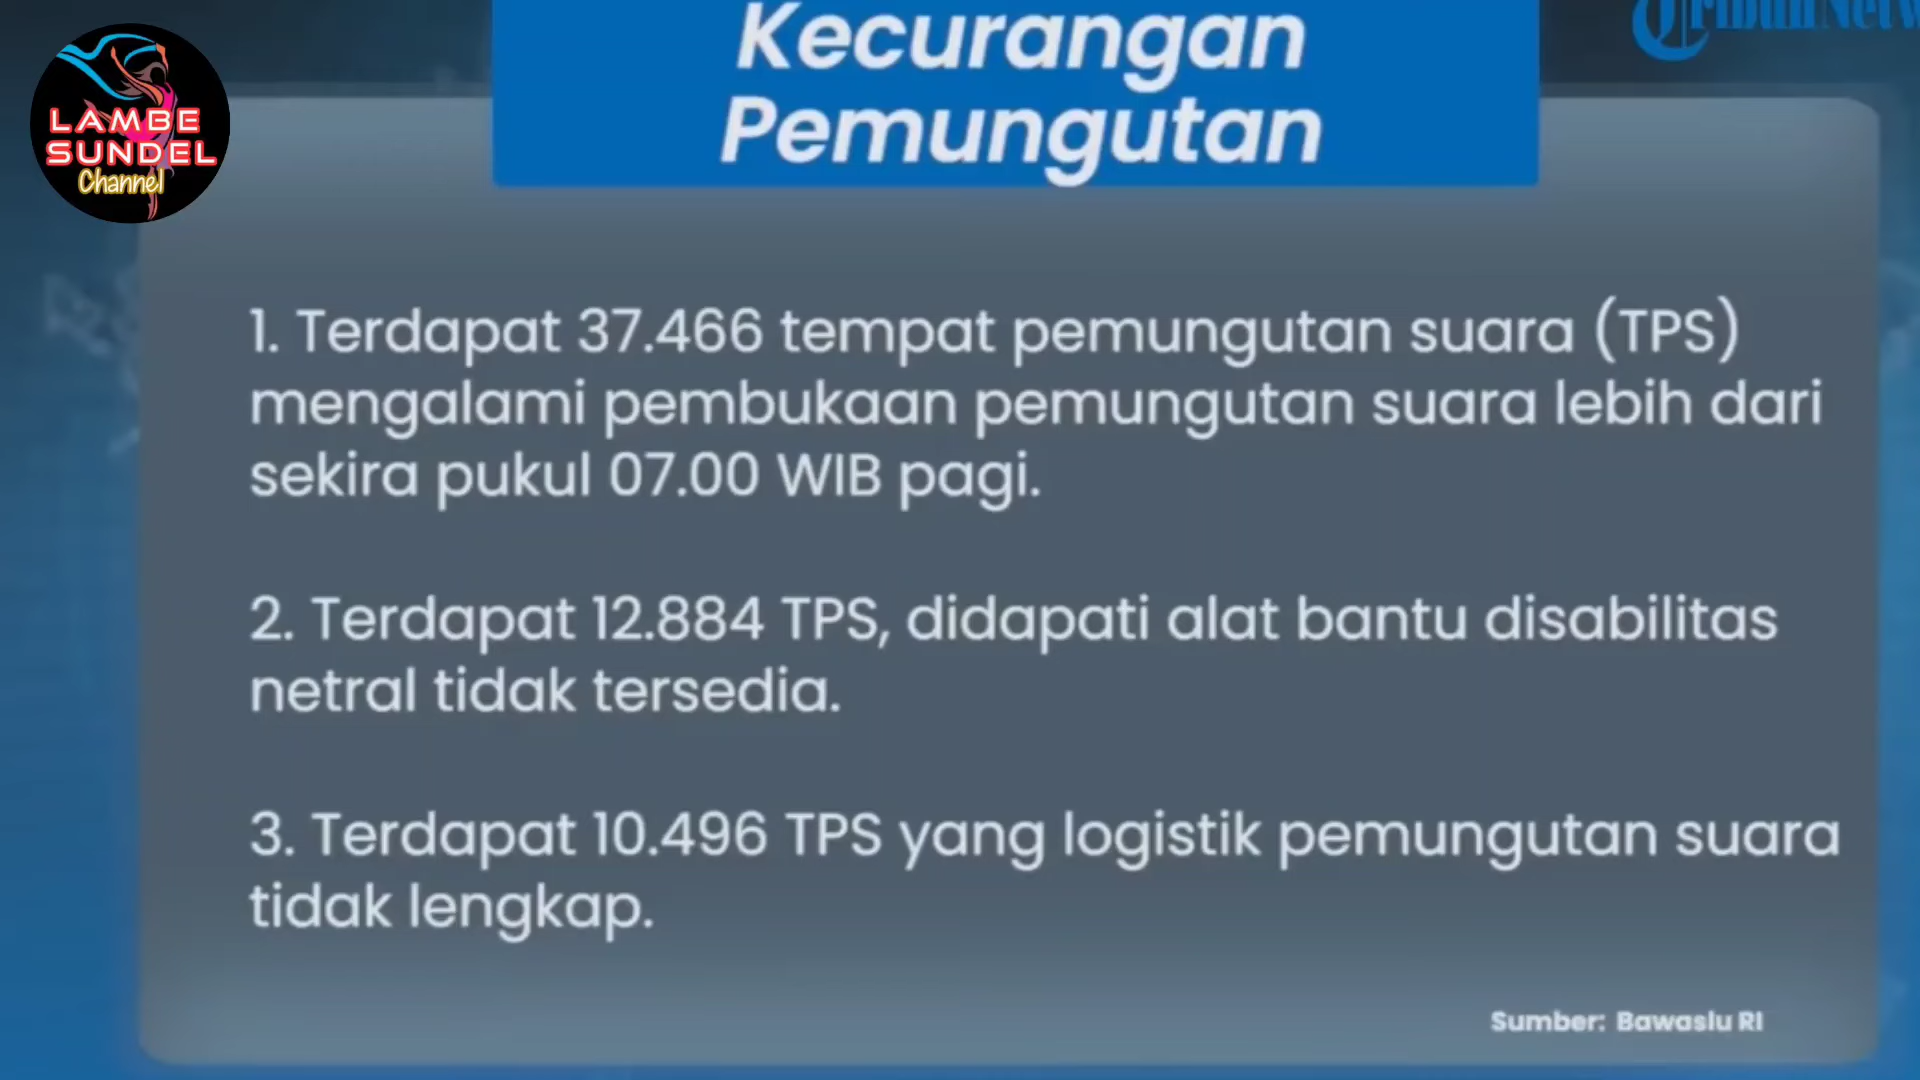 Kecurangan
Pemungutan
LAMBE
SUNDEL
Channel
1. Terdapat 37.466 tempat pemungutan suara (TPS)
mengalami pembukaan pemungutan suara lebih dari
sekira pukul 07.00 WIB pagi.
2. Terdapat 12.884 TPS, didapati alat bantu disabilitas
netral tidak tersedia.
3. Terdapat 10.496 TPS yang logistik pemungutan suara
tidak lengkap.
Sumber: Bawaslu RI